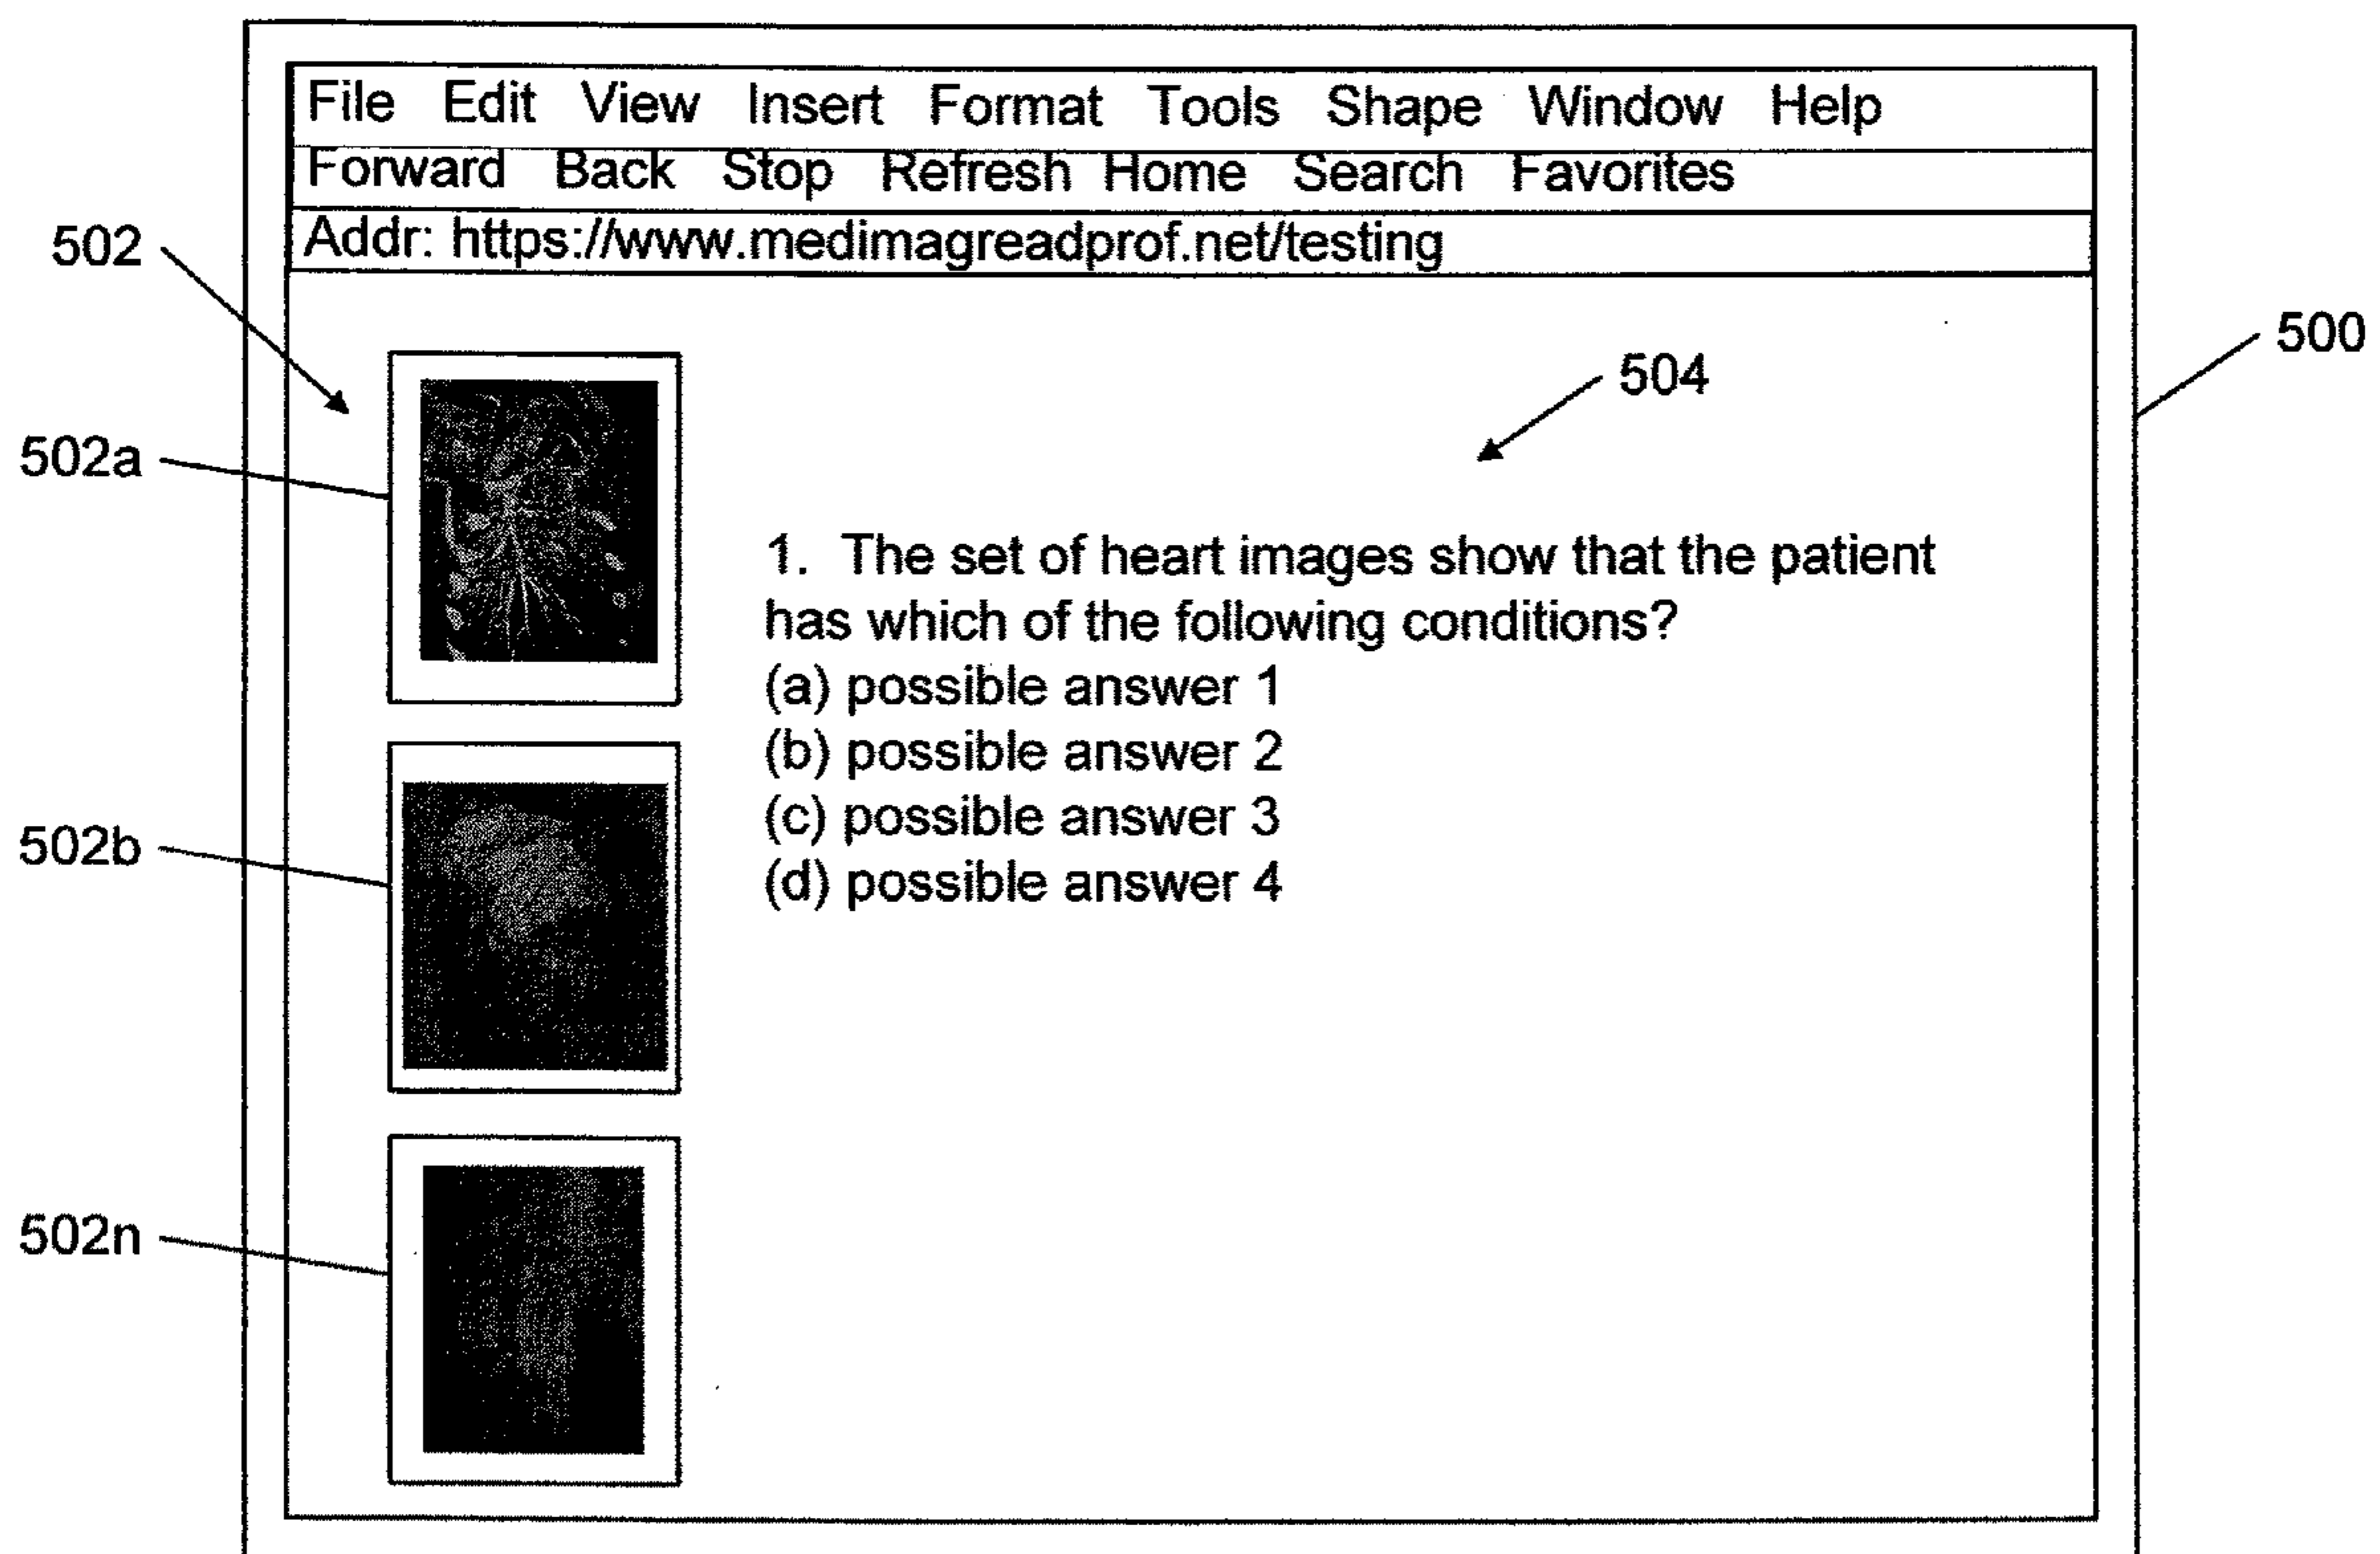 File Edit View Insert Format Tools Shape Window Help
Forward Back Stop Refresh Home Search Favorites
Addr: https://www.medimagreadprof.net/testing
502
500
504
502a
1. The set of heart images show that the patient
has which of the following conditions?
(a) possible answer 1
(b) possible answer 2
(c) possible answer 3
(d) possible answer 4
502b
502n